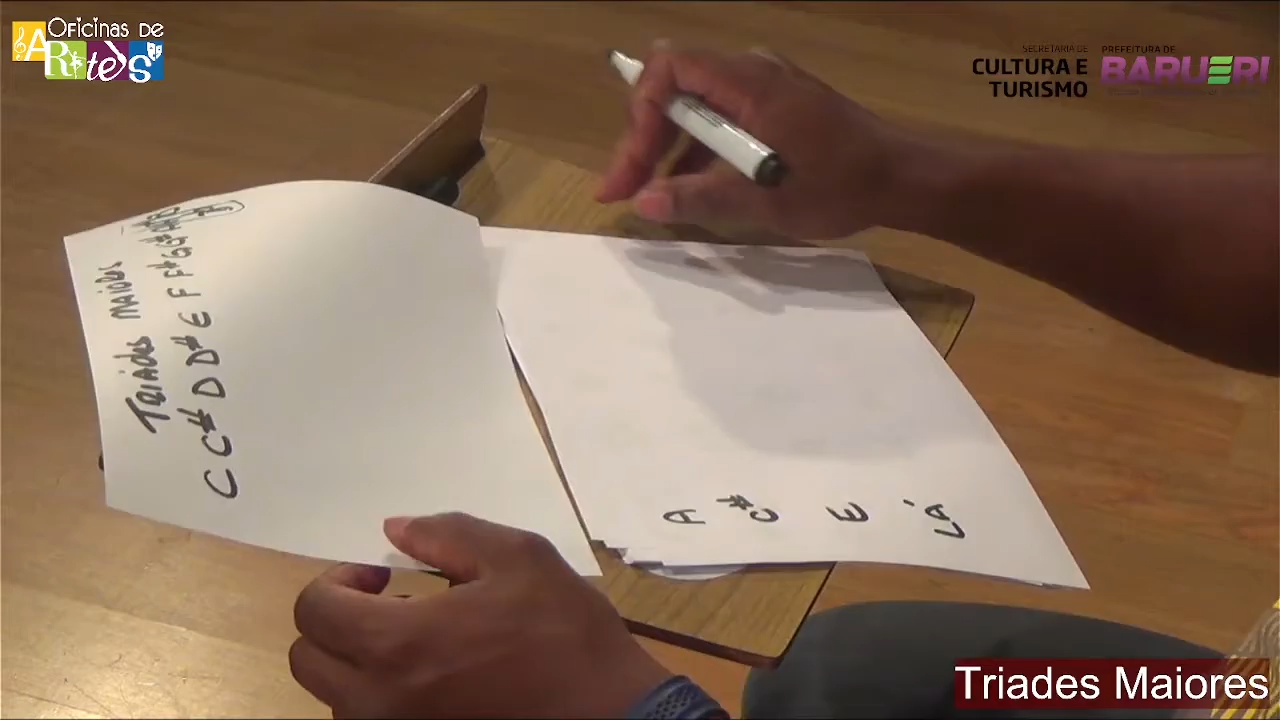 Oficinas de
ARtes
SECRETARIA DE
CULTURA E
TURISMO
PREFEITURA DE
BARUERI
TRIADES MAIORES
C C# D D# E F F# G G# A
A C# E LÁ
Triades Maiores